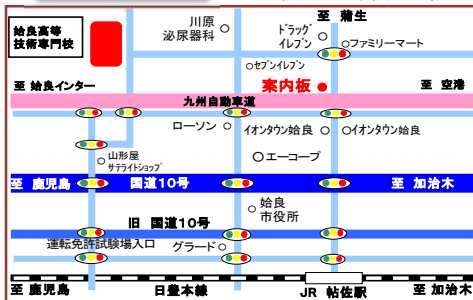 姶良高等
技術専門校
川原
泌尿器科
至 蒲生
ドラッグ
イレブン
ファミリーマート
セブンイレブン
案内板
至 姶良インター
至 空港
九州自動車道
ローソン
イオンタウン姶良
イオンタウン姶良
山形屋
サテライトショップ
エーコープ
至 鹿児島
国道10号
至 加治木
姶良
市役所
旧 国道10号
運転免許試験場入口
グラード
至 鹿児島
日豊本線
JR 帖佐駅
至 加治木